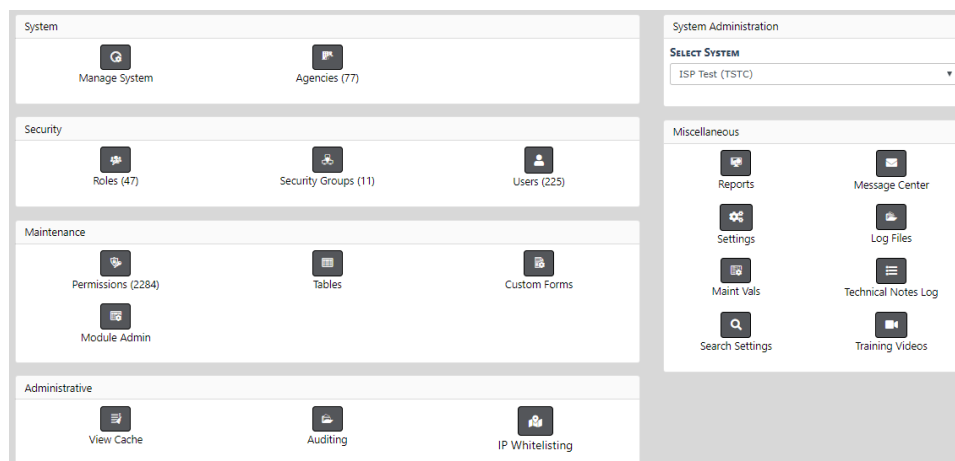 System
Manage System
Agencies (77)
Security
Roles (47)
Security Groups (11)
Users (225)
Maintenance
Permissions (2284)
Tables
Custom Forms
Module Admin
Administrative
View Cache
Auditing
IP Whitelisting
System Administration
SELECT SYSTEM
ISP Test (TSTC)
Miscellaneous
Reports
Message Center
Settings
Log Files
Maint Vals
Technical Notes Log
Search Settings
Training Videos